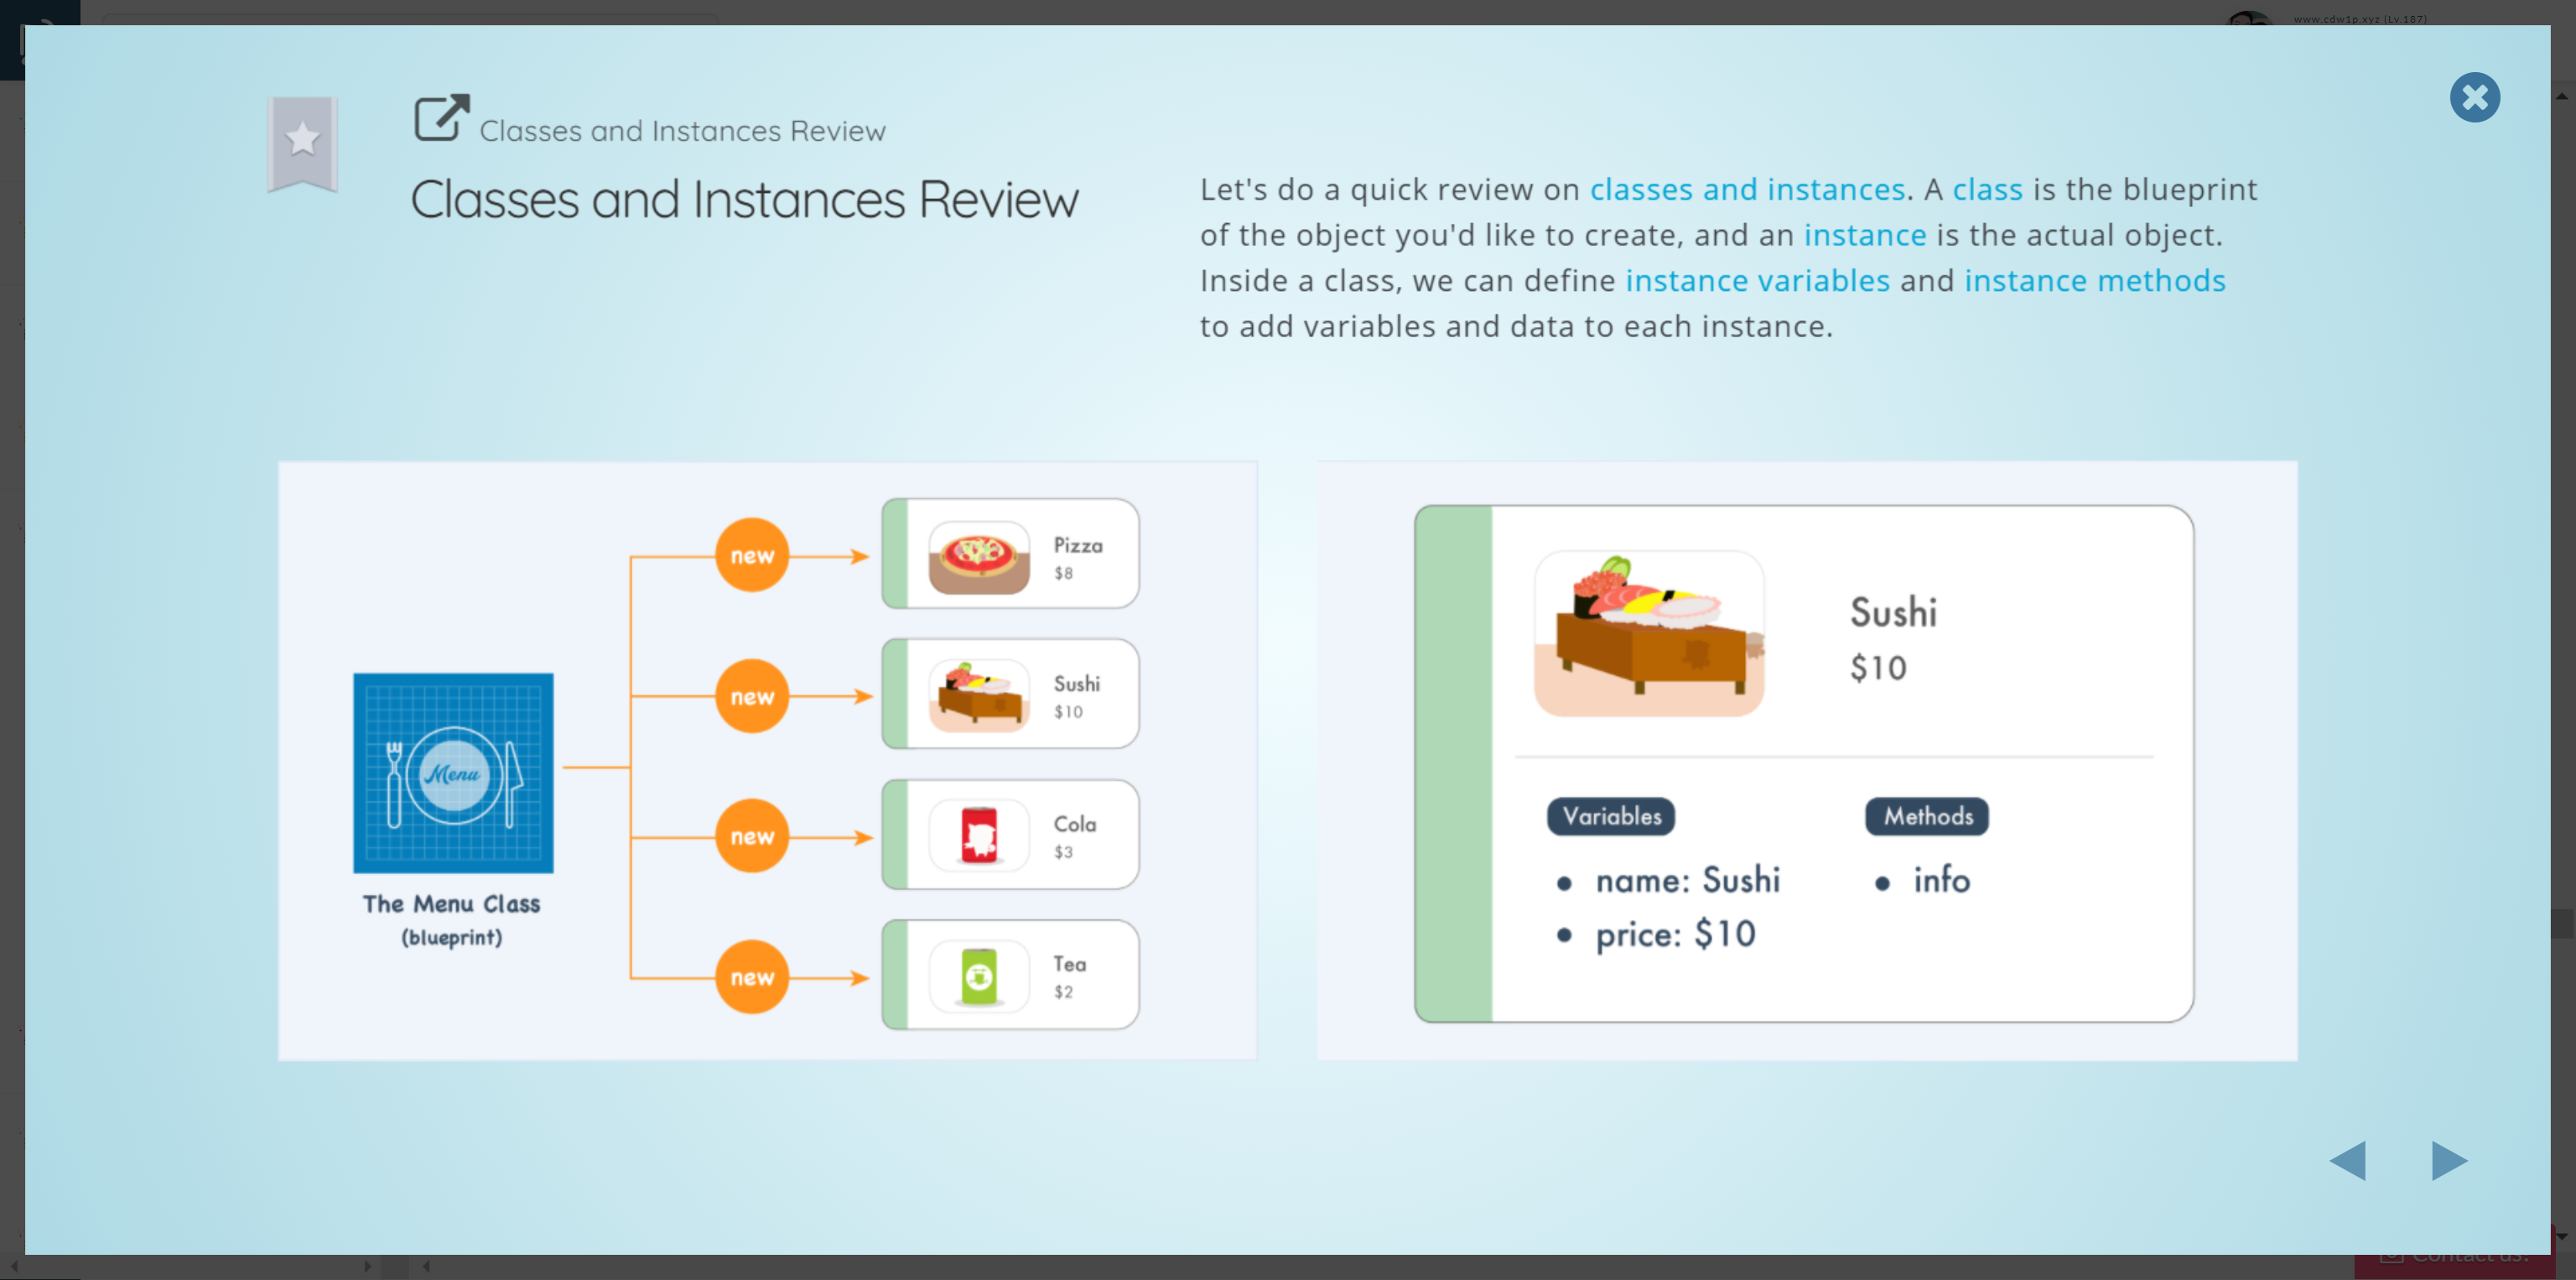 www.cdw1p.xyz (Lv.187)
Classes and Instances Review
Classes and Instances Review
Let's do a quick review on classes and instances. A class is the blueprint
of the object you'd like to create, and an instance is the actual object.
Inside a class, we can define instance variables and instance methods
to add variables and data to each instance.
Menu
The Menu Class
(blueprint)
new
Pizza
$8
new
Sushi
$10
new
Cola
$3
new
Tea
$2
Sushi
$10
Variables
name: Sushi
price: $10
Methods
info
Contact us!